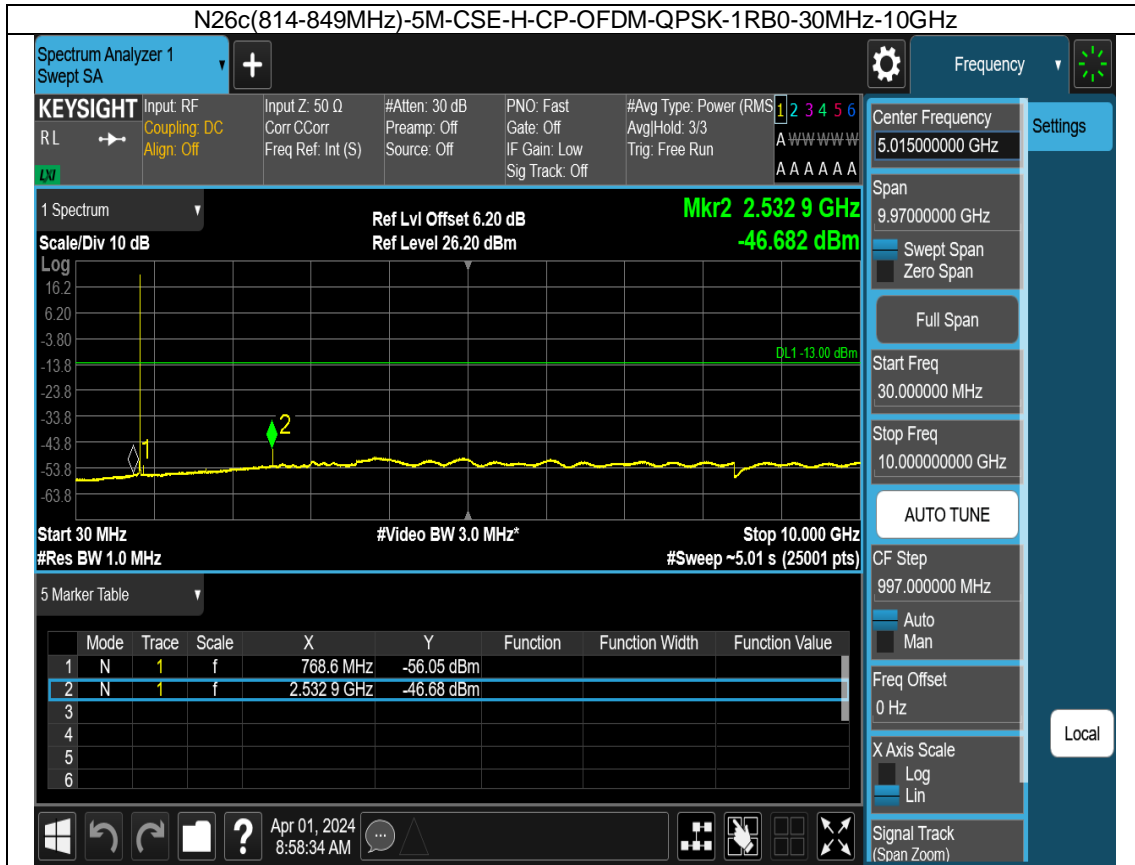 N26c(814-849MHz)-5M-CSE-H-CP-OFDM-QPSK-1RB0-30MHz-10GHz
Spectrum Analyzer 1
Swept SA
+
Frequency
KEYSIGHT
R L
LXI
Input: RF
Coupling: DC
Align: Off
Input Z: 50 Ω
Corr CCorr
Freq Ref: Int (S)
#Atten: 30 dB
Preamp: Off
Source: Off
PNO: Fast
Gate: Off
IF Gain: Low
Sig Track: Off
#Avg Type: Power (RMS
Avg|Hold: 3/3
Trig: Free Run
1 2 3 4 5 6
A W W W W W
A A A A A A
1 Spectrum
Scale/Div 10 dB
Ref Lvl Offset 6.20 dB
Ref Level 26.20 dBm
Mkr2 2.532 9 GHz
-46.682 dBm
Log
16.2
6.20
-3.80
-13.8
-23.8
-33.8
-43.8
-53.8
-63.8
DL1 -13.00 dBm
1
2
Start 30 MHz
#Video BW 3.0 MHz*
Stop 10.000 GHz
#Res BW 1.0 MHz
#Sweep ~5.01 s (25001 pts)
5 Marker Table
Mode Trace Scale X Y Function Function Width Function Value
1 N 1 f 768.6 MHz -56.05 dBm
2 N 1 f 2.532 9 GHz -46.68 dBm
3
4
5
6
Center Frequency
5.015000000 GHz
Settings
Span
9.97000000 GHz
Swept Span
Zero Span
Full Span
Start Freq
30.000000 MHz
Stop Freq
10.000000000 GHz
AUTO TUNE
CF Step
997.000000 MHz
Auto
Man
Freq Offset
0 Hz
X Axis Scale
Log
Lin
Local
Signal Track
(Span Zoom)
?
Apr 01, 2024
8:58:34 AM